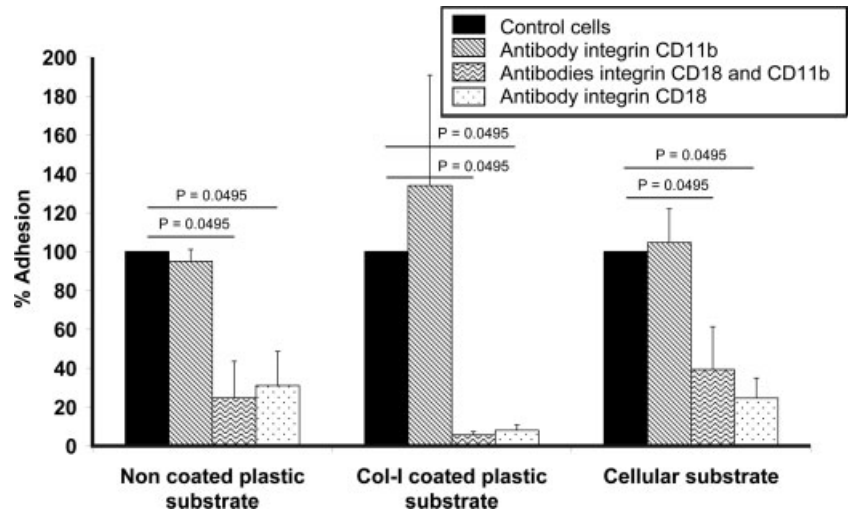 Control cells
Antibody integrin CD11b
Antibodies integrin CD18 and CD11b
Antibody integrin CD18
200
180
160
140
120
100
80
60
40
20
0
% Adhesion
P = 0.0495
P = 0.0495
P = 0.0495
P = 0.0495
P = 0.0495
P = 0.0495
Non coated plastic
substrate
Col-I coated plastic
substrate
Cellular substrate